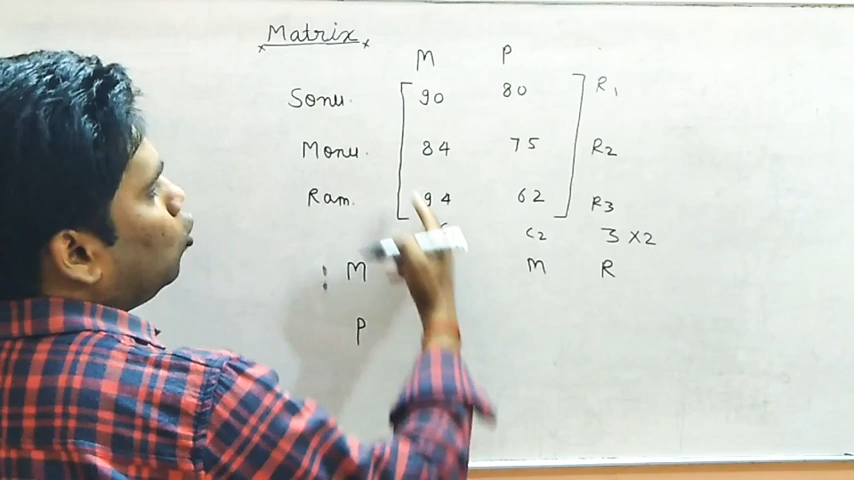 Matrix
M P
Sonu. 90 80 R1
Monu. 84 75 R2
Ram. 94 62 R3
C2 3 x 2
: M M R
P